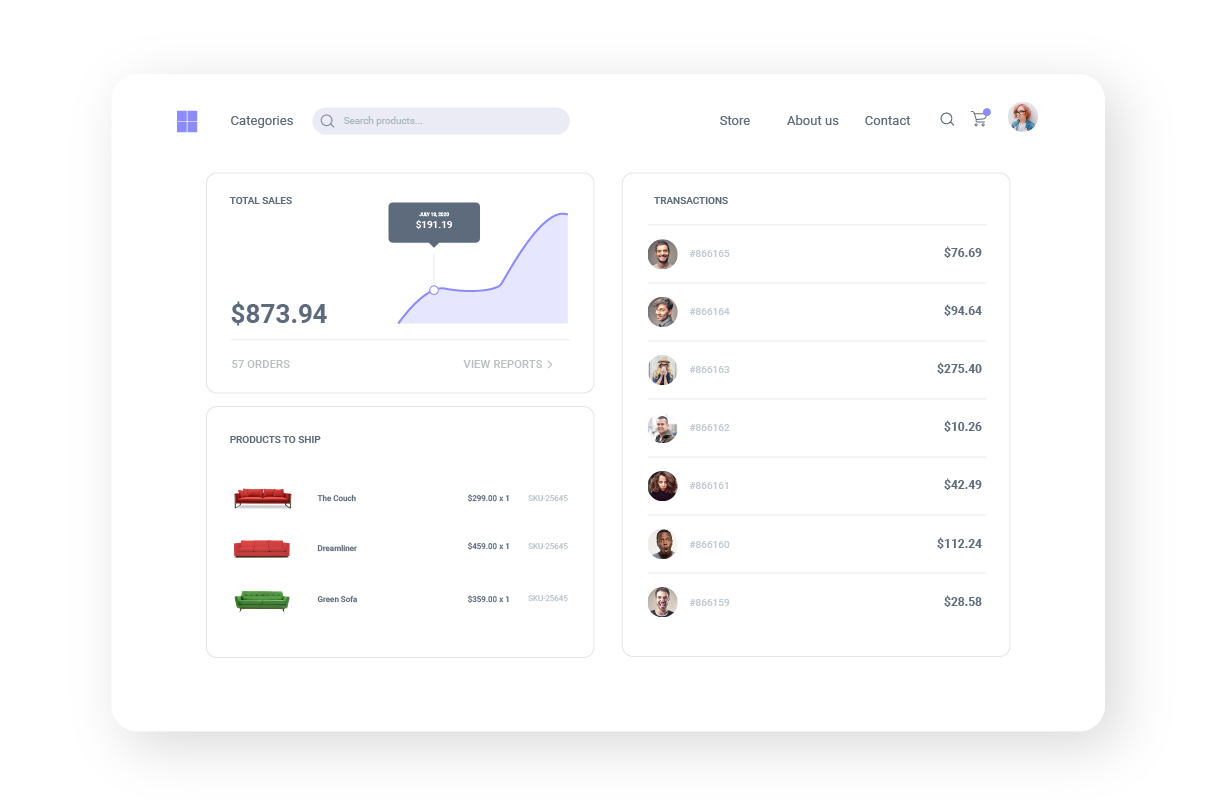 Categories
Search products...
Store
About us
Contact
TOTAL SALES
JULY 10, 2020
$191.19
$873.94
57 ORDERS
VIEW REPORTS
PRODUCTS TO SHIP
The Couch $299.00 x 1 SKU-25645
Dreamliner $459.00 x 1 SKU-25645
Green Sofa $359.00 x 1 SKU-25645
TRANSACTIONS
#866165 $76.69
#866164 $94.64
#866163 $275.40
#866162 $10.26
#866161 $42.49
#866160 $112.24
#866159 $28.58